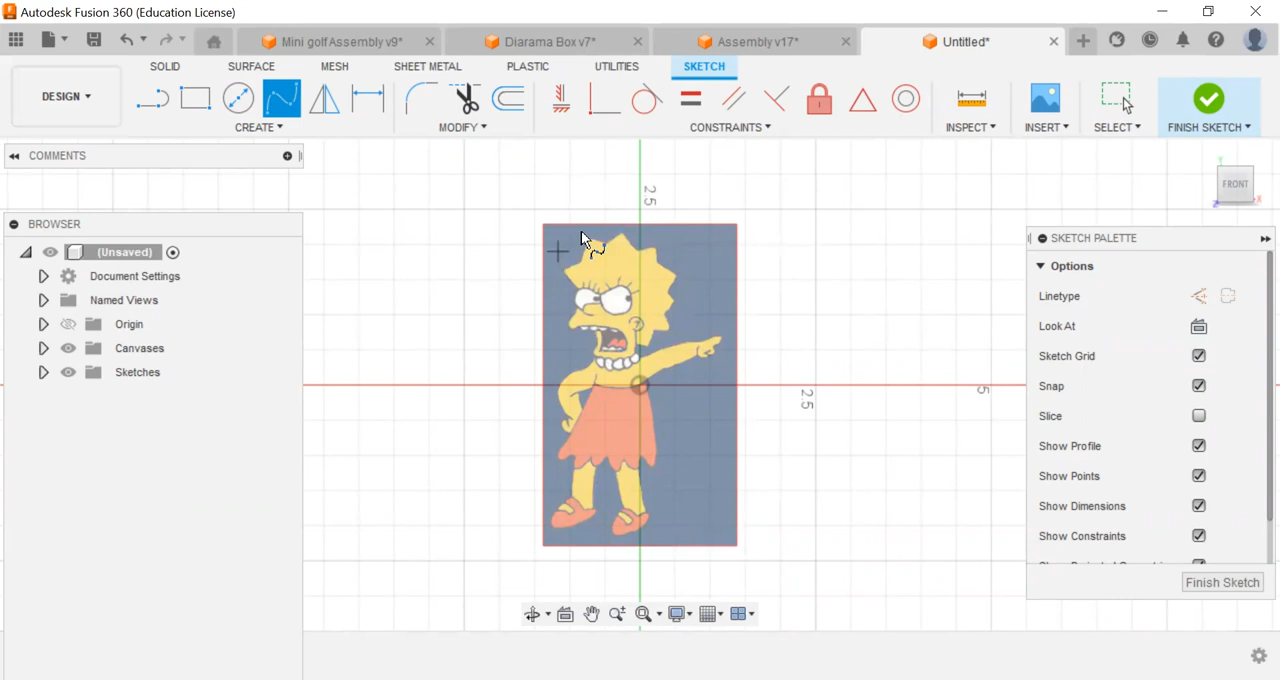 Autodesk Fusion 360 (Education License)
Mini golf Assembly v9* Diarama Box v7* Assembly v17* Untitled*
SOLID SURFACE MESH SHEET METAL PLASTIC UTILITIES SKETCH
DESIGN
CREATE MODIFY CONSTRAINTS INSPECT INSERT SELECT FINISH SKETCH
COMMENTS
BROWSER
(Unsaved)
Document Settings
Named Views
Origin
Canvases
Sketches
2.5
2.5
5
Y
FRONT
X
Z
SKETCH PALETTE
Options
Linetype
Look At
Sketch Grid
Snap
Slice
Show Profile
Show Points
Show Dimensions
Show Constraints
Finish Sketch